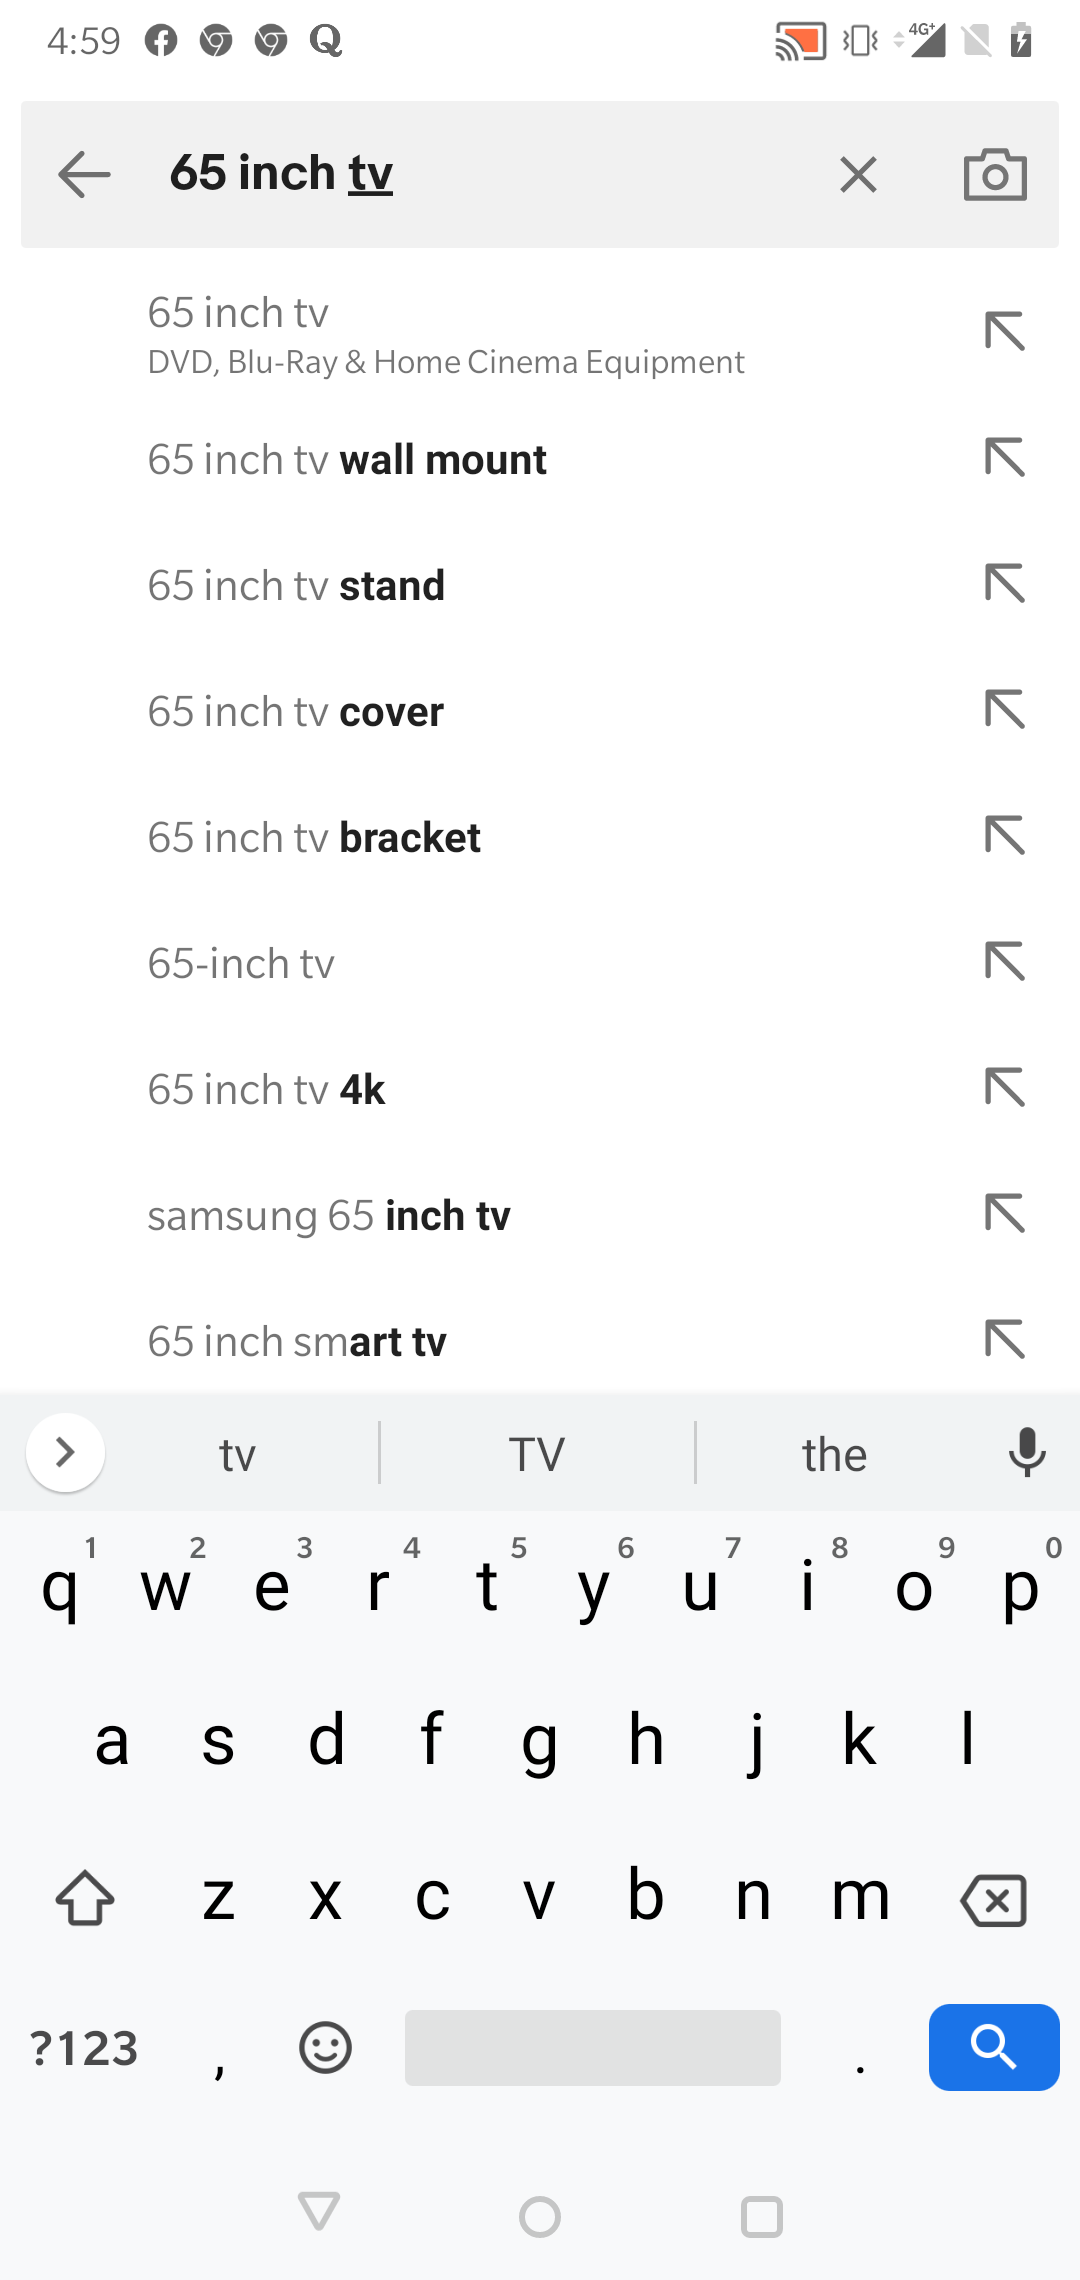 4:59 4G+
65 inch tv
65 inch tv
DVD, Blu-Ray & Home Cinema Equipment
65 inch tv wall mount
65 inch tv stand
65 inch tv cover
65 inch tv bracket
65-inch tv
65 inch tv 4k
samsung 65 inch tv
65 inch smart tv
tv TV the
1 2 3 4 5 6 7 8 9 0
q w e r t y u i o p
a s d f g h j k l
z x c v b n m
?123 , .